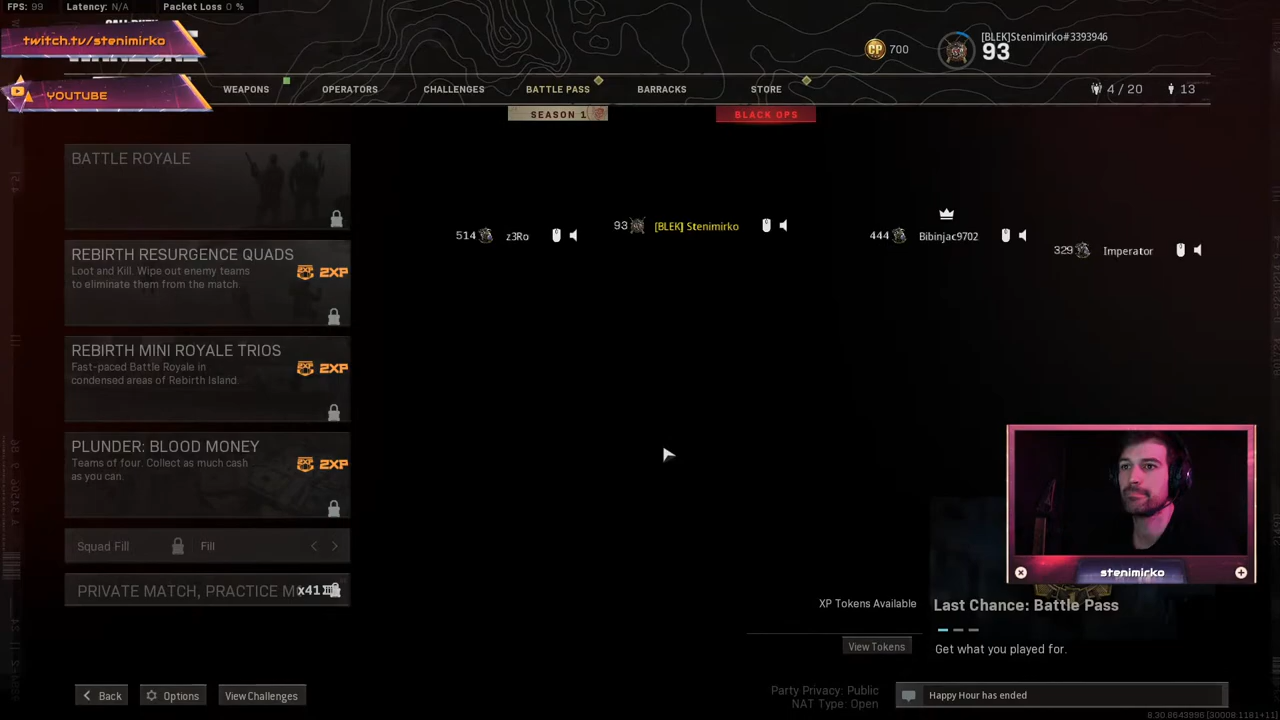 FPS: 99 Latency: N/A Packet Loss 0 %
twitch.tv/stenimirko
YOUTUBE
700
[BLEK]Stenimirko#3393946
93
WEAPONS OPERATORS CHALLENGES BATTLE PASS BARRACKS STORE
4 / 20 13
SEASON 1 BLACK OPS
BATTLE ROYALE
REBIRTH RESURGENCE QUADS
Loot and Kill. Wipe out enemy teams
to eliminate them from the match.
2XP
REBIRTH MINI ROYALE TRIOS
Fast-paced Battle Royale in
condensed areas of Rebirth Island.
2XP
PLUNDER: BLOOD MONEY
Teams of four. Collect as much cash
as you can.
2XP
Squad Fill Fill
PRIVATE MATCH, PRACTICE M
x41
514 z3Ro
93 [BLEK] Stenimirko
444 Bibinjac9702
329 Imperator
stenimirko
XP Tokens Available
View Tokens
Last Chance: Battle Pass
Get what you played for.
Back Options View Challenges
Party Privacy: Public
NAT Type: Open
Happy Hour has ended